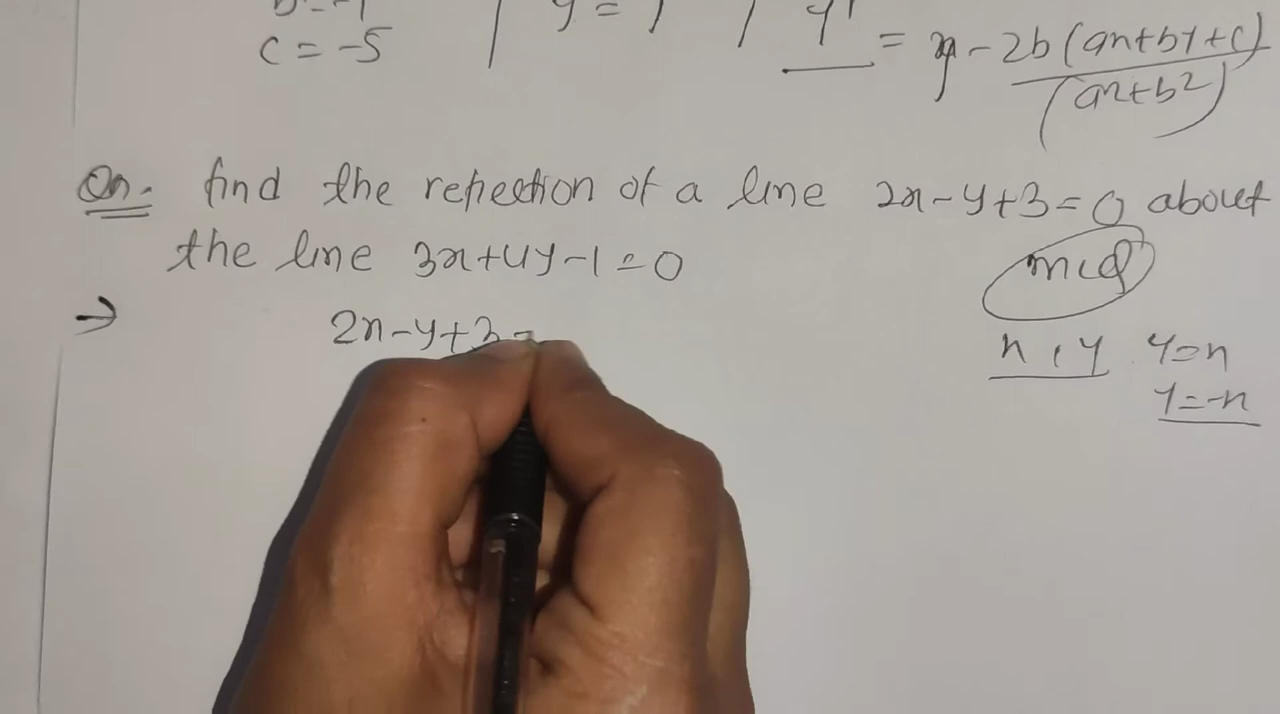 c = -5
y' = y - 2b(ax+by+c)
(a2+b2)
Qn. find the reflection of a line 2x-y+3=0 about
the line 3x+4y-1=0
mcq
→ 2x-y+3=
x, y y=x
y=-x